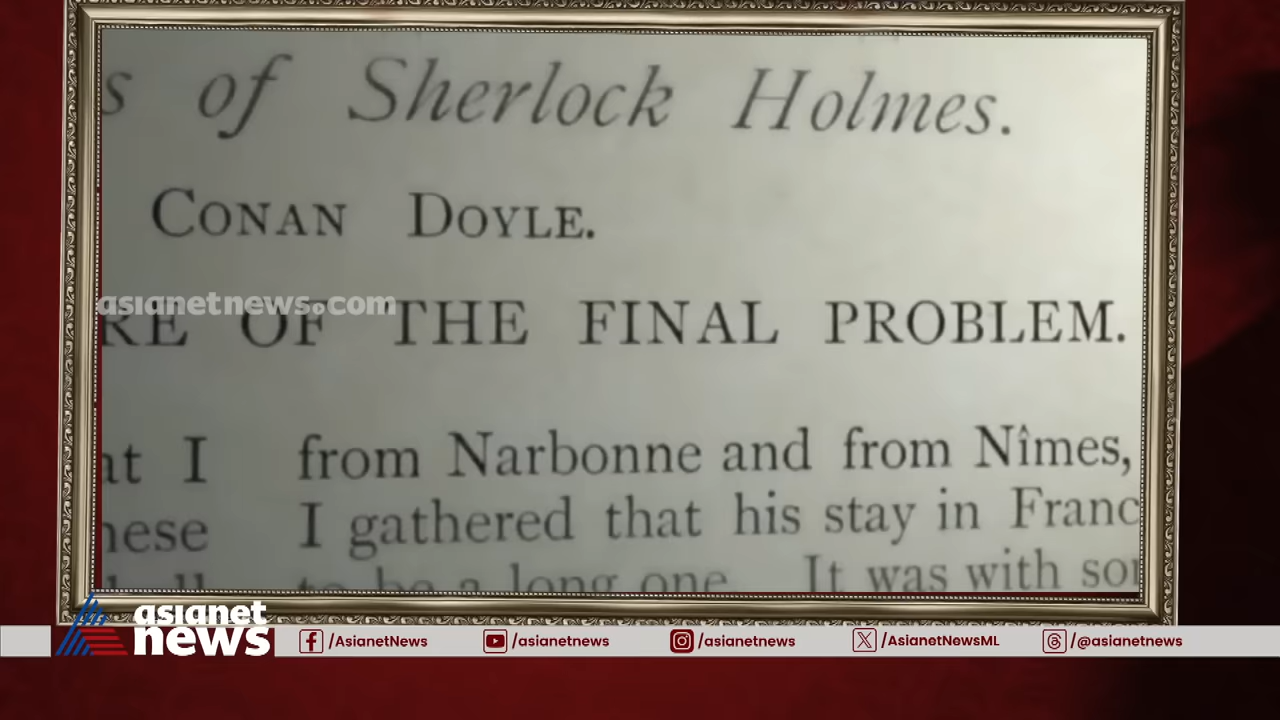 s of Sherlock Holmes.
CONAN DOYLE.
asianetnews.com
RE OF THE FINAL PROBLEM.
at I from Narbonne and from Nîmes,
hese I gathered that his stay in Franc
to be a long one. It was with so
asianet
news
/AsianetNews
/asianetnews
/asianetnews
/AsianetNewsML
/@asianetnews